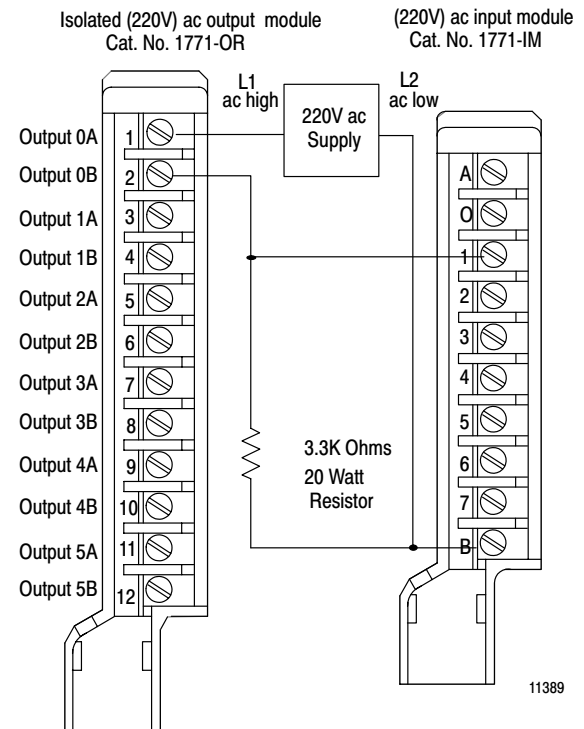 Isolated (220V) ac output module
Cat. No. 1771-OR
(220V) ac input module
Cat. No. 1771-IM
L1
ac high
220V ac
Supply
L2
ac low
Output 0A 1
Output 0B 2
Output 1A 3
Output 1B 4
Output 2A 5
Output 2B 6
Output 3A 7
Output 3B 8
Output 4A 9
Output 4B 10
Output 5A 11
Output 5B 12
3.3K Ohms
20 Watt
Resistor
A
O
1
2
3
4
5
6
7
B
11389